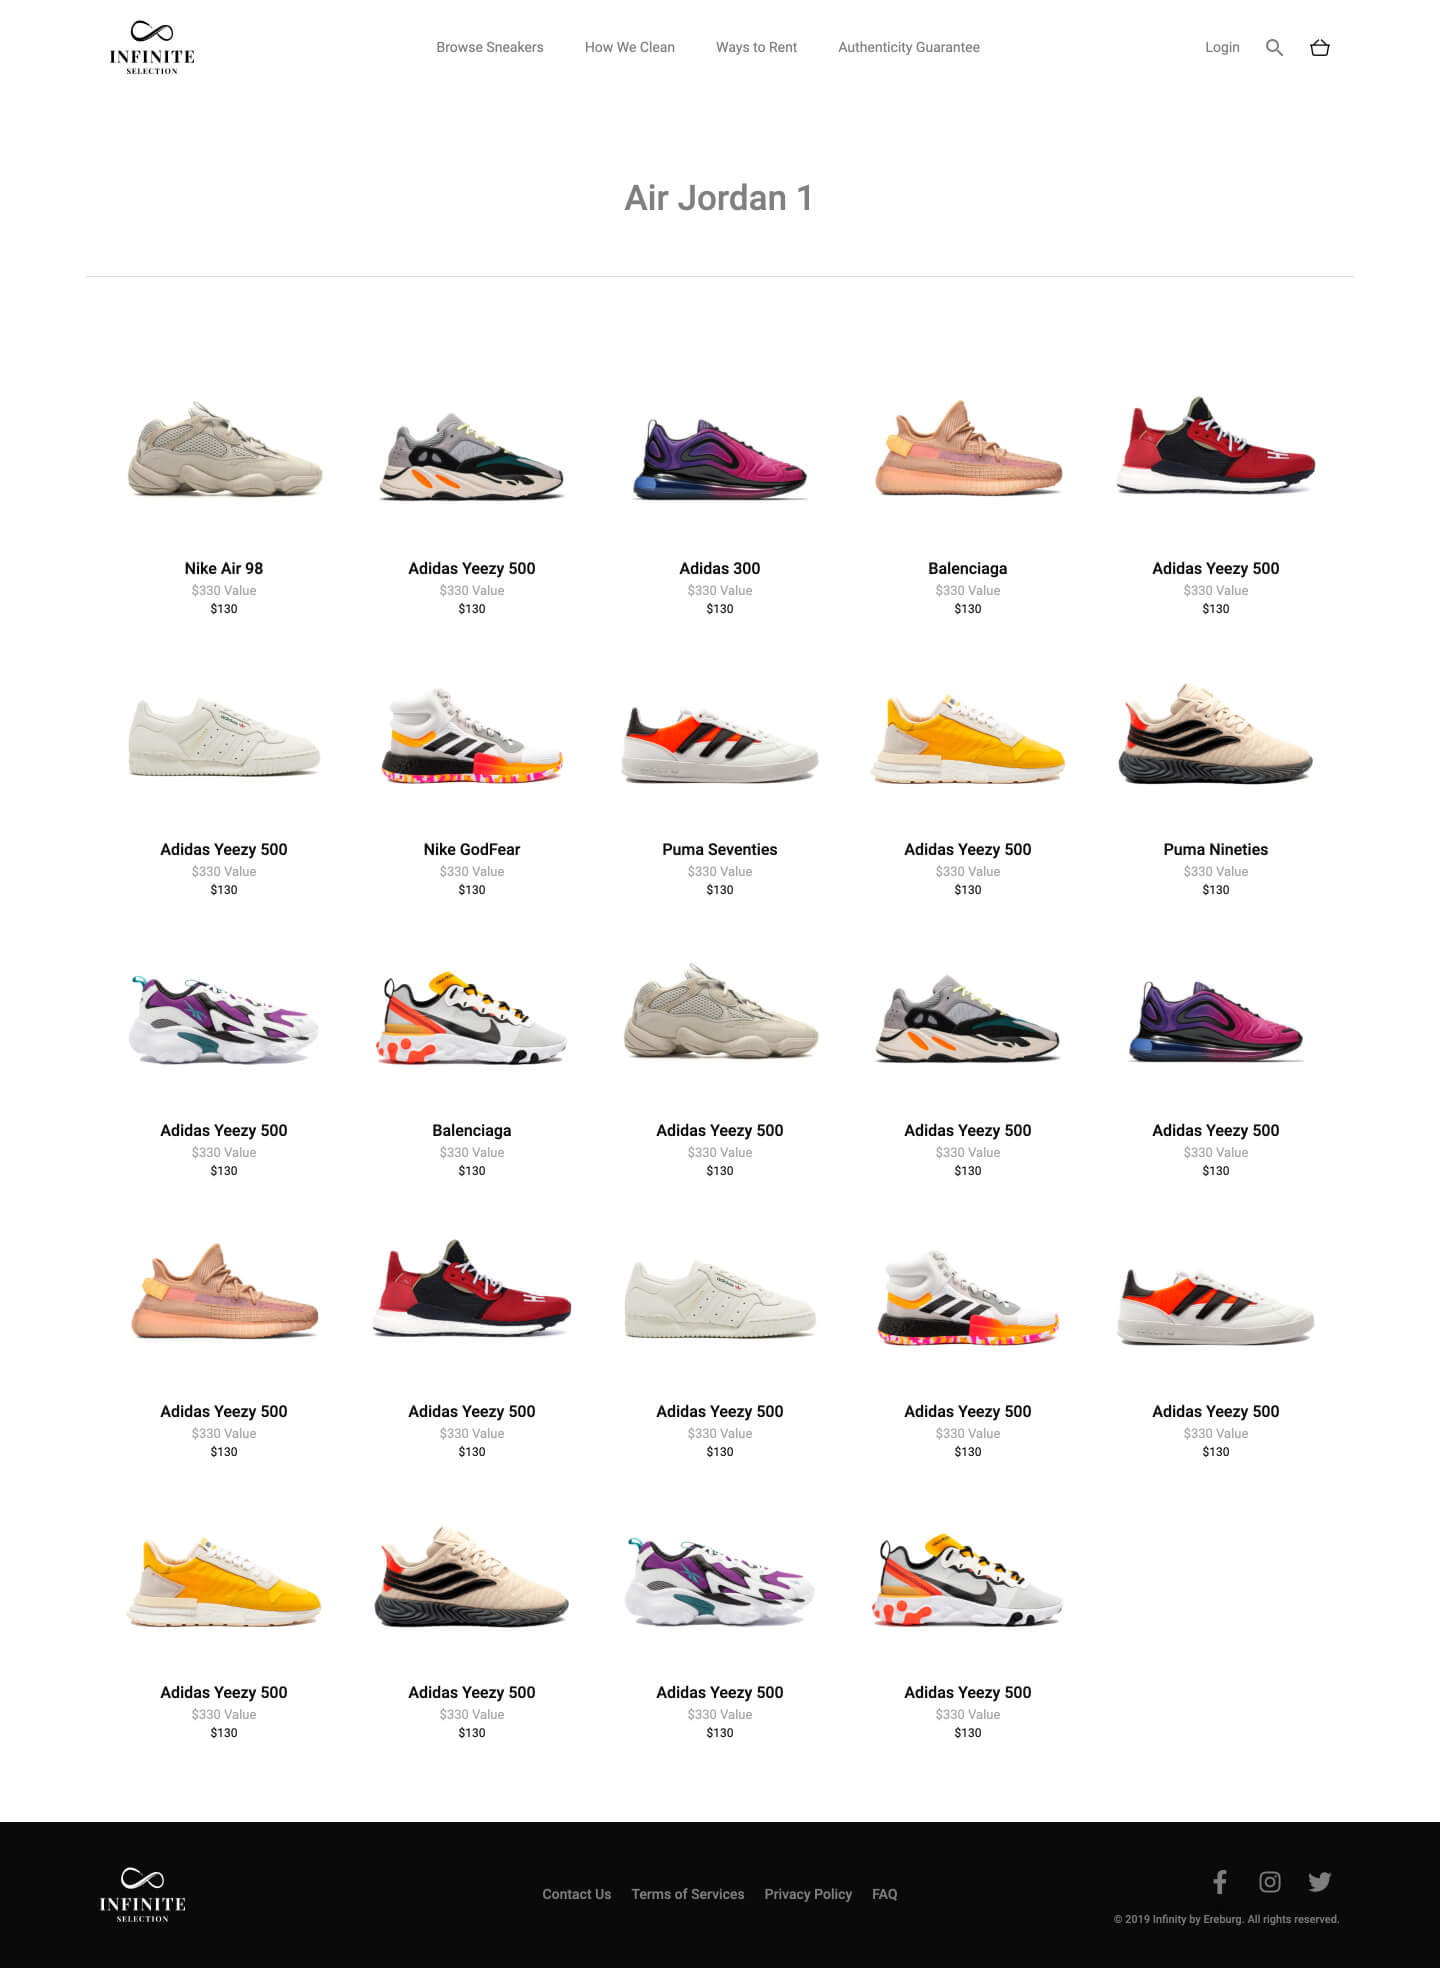 INFINITE
SELECTION
Browse Sneakers
How We Clean
Ways to Rent
Authenticity Guarantee
Login
Air Jordan 1
Nike Air 98
$330 Value
$130
Adidas Yeezy 500
$330 Value
$130
Adidas 300
$330 Value
$130
Balenciaga
$330 Value
$130
Adidas Yeezy 500
$330 Value
$130
Adidas Yeezy 500
$330 Value
$130
Nike GodFear
$330 Value
$130
Puma Seventies
$330 Value
$130
Adidas Yeezy 500
$330 Value
$130
Puma Nineties
$330 Value
$130
Adidas Yeezy 500
$330 Value
$130
Balenciaga
$330 Value
$130
Adidas Yeezy 500
$330 Value
$130
Adidas Yeezy 500
$330 Value
$130
Adidas Yeezy 500
$330 Value
$130
Adidas Yeezy 500
$330 Value
$130
Adidas Yeezy 500
$330 Value
$130
Adidas Yeezy 500
$330 Value
$130
Adidas Yeezy 500
$330 Value
$130
Adidas Yeezy 500
$330 Value
$130
Adidas Yeezy 500
$330 Value
$130
Adidas Yeezy 500
$330 Value
$130
Adidas Yeezy 500
$330 Value
$130
Adidas Yeezy 500
$330 Value
$130
INFINITE
SELECTION
Contact Us
Terms of Services
Privacy Policy
FAQ
© 2019 Infinity by Ereburg. All rights reserved.